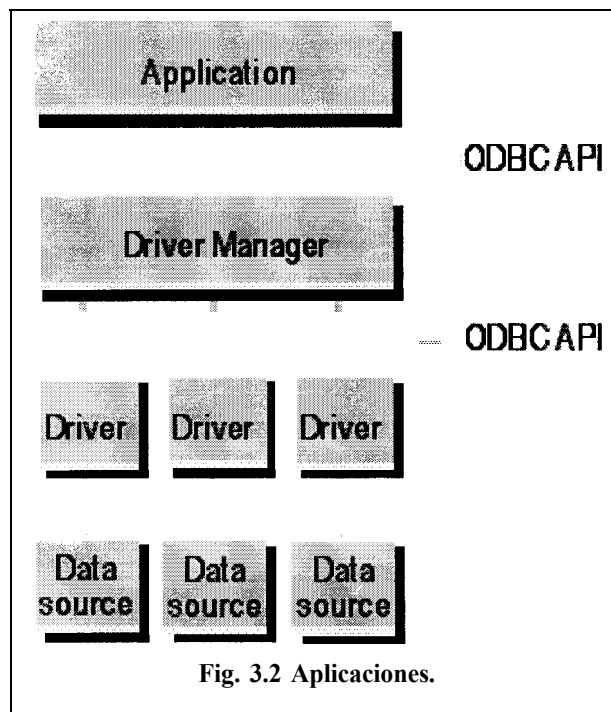 Application
ODBC API
Driver Manager
ODBC API
Driver Driver Driver
Data Data Data
source source source
Fig. 3.2 Aplicaciones.